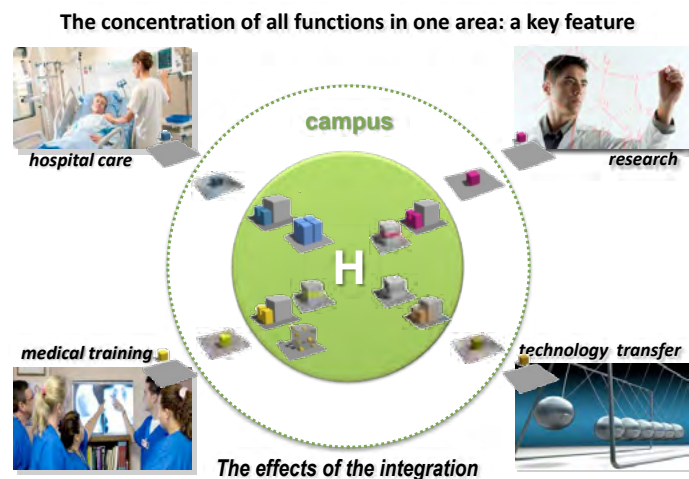 The concentration of all functions in one area: a key feature
campus
hospital care
research
H
medical training
technology transfer
The effects of the integration